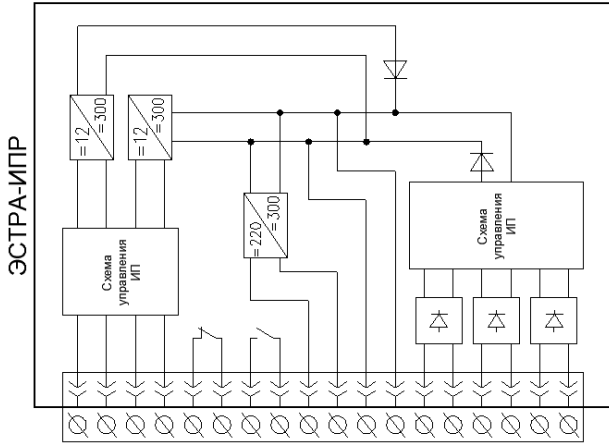 ЭСТРА-ИПР
=12
=300
=12
=300
=220
=300
Схема
управления
ИП
Схема
управления
ИП